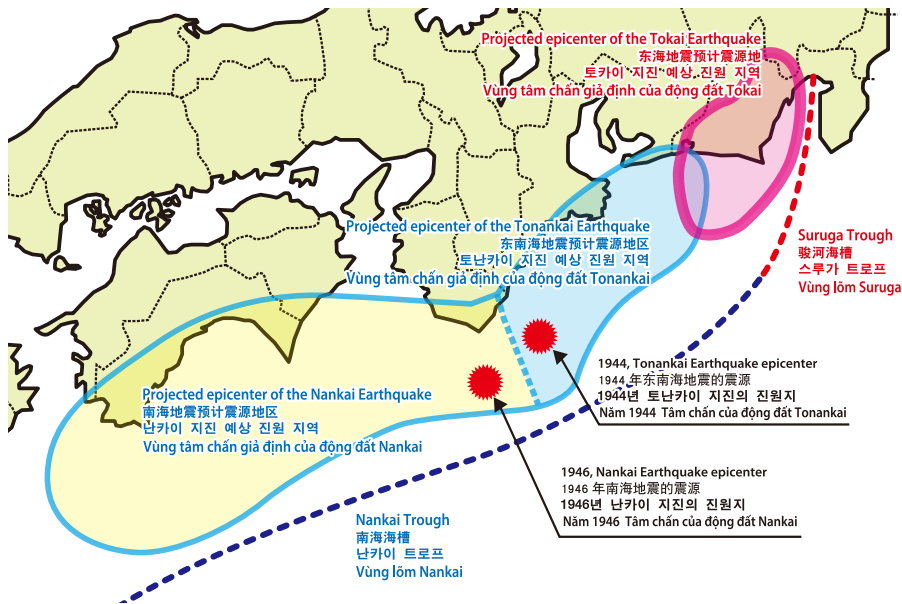 Projected epicenter of the Tokai Earthquake
东海地震预计震源地
토카이 지진 예상 진원 지역
Vùng tâm chấn giả định của động đất Tokai
Projected epicenter of the Tonankai Earthquake
东南海地震预计震源地区
토난카이 지진 예상 진원 지역
Vùng tâm chấn giả định của động đất Tonankai
Suruga Trough
骏河海槽
스루가 트로프
Vùng lõm Suruga
1944, Tonankai Earthquake epicenter
1944 年东南海地震的震源
1944년 토난카이 지진의 진원지
Năm 1944 Tâm chấn của động đất Tonankai
Projected epicenter of the Nankai Earthquake
南海地震预计震源地区
난카이 지진 예상 진원 지역
Vùng tâm chấn giả định của động đất Nankai
1946, Nankai Earthquake epicenter
1946 年南海地震的震源
1946년 난카이 지진의 진원지
Năm 1946 Tâm chấn của động đất Nankai
Nankai Trough
南海海槽
난카이 트로프
Vùng lõm Nankai